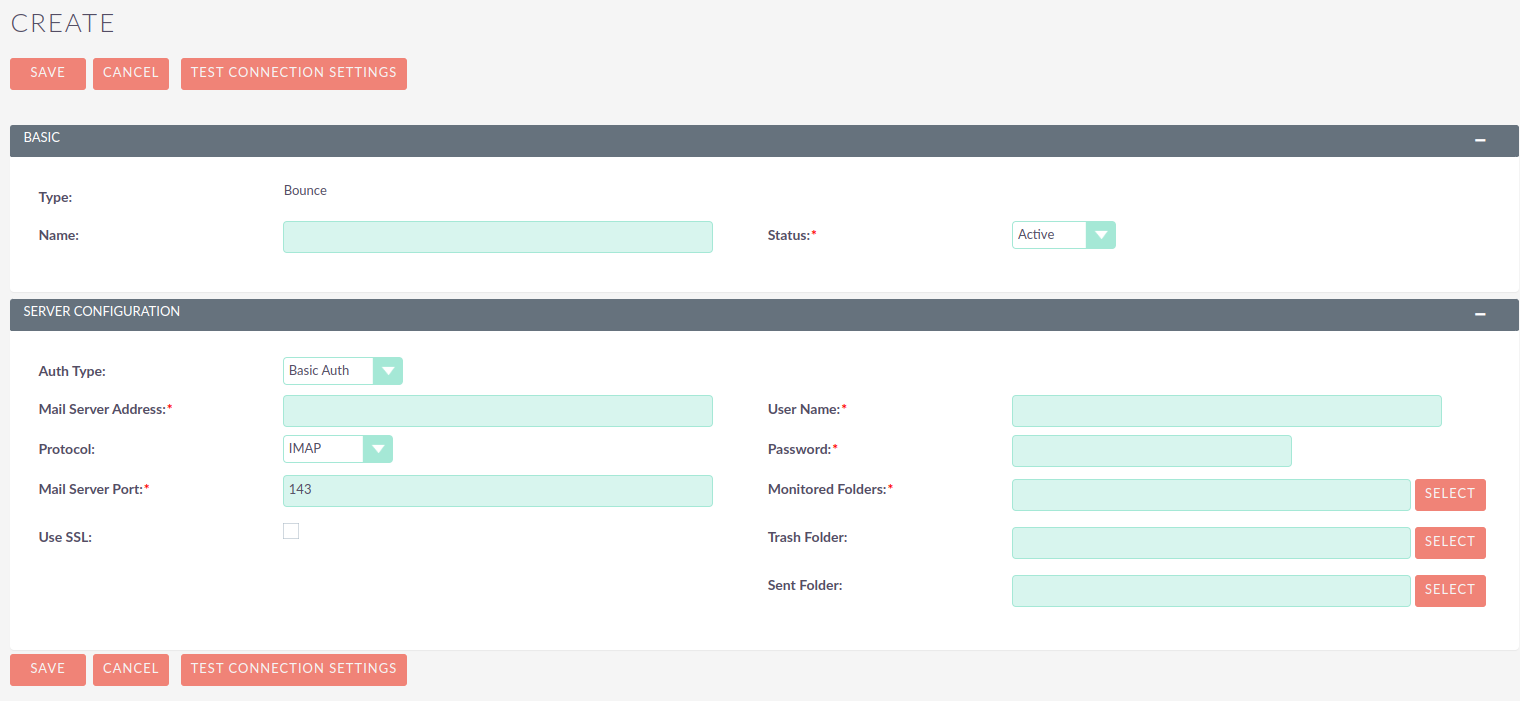 CREATE
SAVE CANCEL TEST CONNECTION SETTINGS
BASIC
Type: Bounce
Name: Status:* Active
SERVER CONFIGURATION
Auth Type: Basic Auth
Mail Server Address:* User Name:*
Protocol: IMAP Password:*
Mail Server Port:* 143 Monitored Folders:* SELECT
Use SSL: Trash Folder: SELECT
Sent Folder: SELECT
SAVE CANCEL TEST CONNECTION SETTINGS